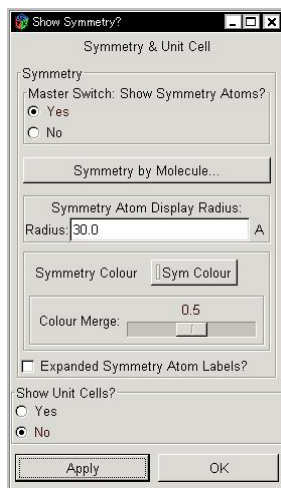 Show Symmetry?
Symmetry & Unit Cell
Symmetry
Master Switch: Show Symmetry Atoms?
Yes
No
Symmetry by Molecule...
Symmetry Atom Display Radius:
Radius: 30.0 A
Symmetry Colour Sym Colour
0.5
Colour Merge:
Expanded Symmetry Atom Labels?
Show Unit Cells?
Yes
No
Apply OK